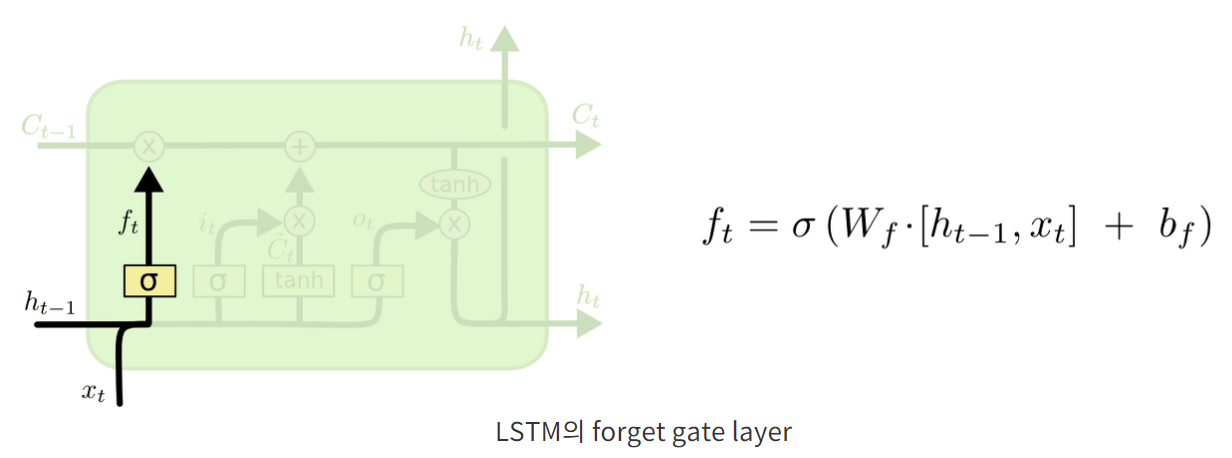 h_t
C_{t-1}
C_t
×
+
tanh
f_t
i_t
×
o_t
×
C̃_t
σ
σ
tanh
σ
h_{t-1}
h_t
x_t
f_t = σ (W_f · [h_{t-1}, x_t] + b_f)
LSTM의 forget gate layer